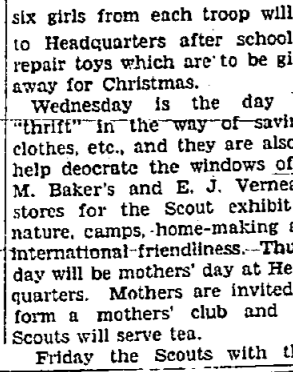 six girls from each troop will
to Headquarters after school
repair toys which are to be gi
away for Christmas.
Wednesday is the day
"thrift" in the way of savin
clothes, etc., and they are also
help deocrate the windows of
M. Baker's and E. J. Vernea
stores for the Scout exhibit
nature, camps, home-making a
international friendliness. Thu
day will be mothers' day at He
quarters. Mothers are invited
form a mothers' club and
Scouts will serve tea.
Friday the Scouts with th